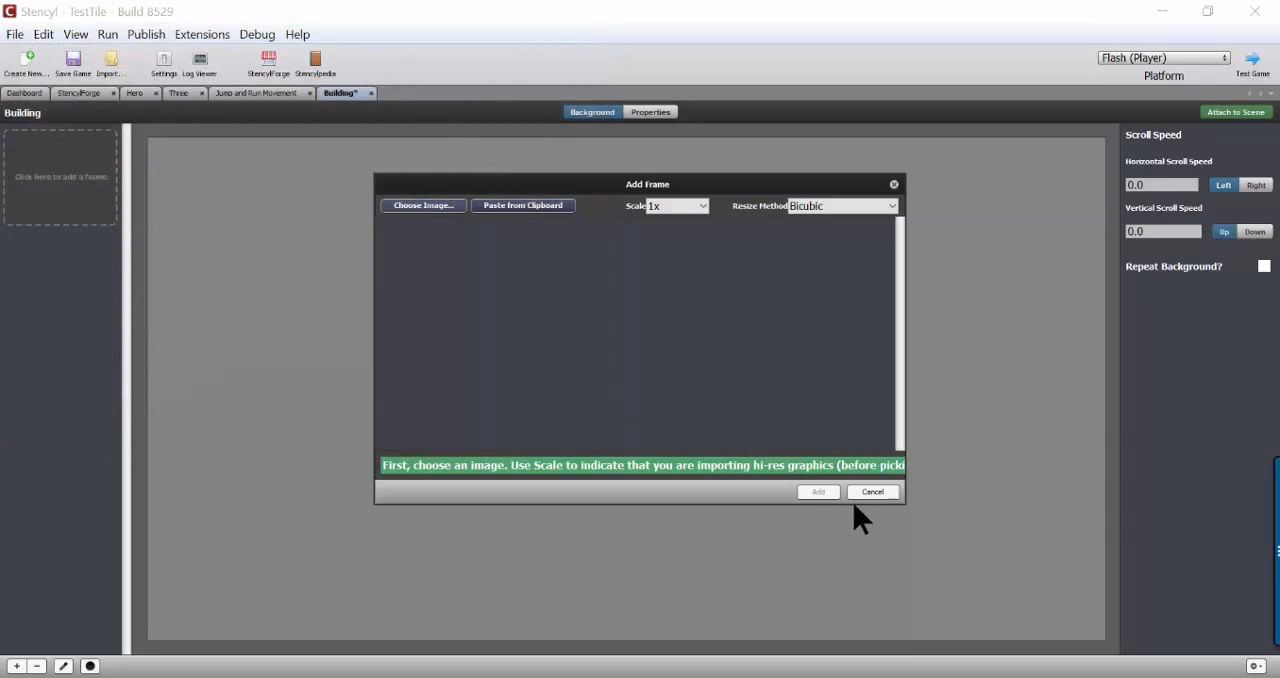 Stencyl - TestTile - Build 8529
File Edit View Run Publish Extensions Debug Help
Create New... Save Game Import... Settings Log Viewer StencylForge Stencylpedia
Flash (Player)
Platform
Test Game
Dashboard StencylForge Hero Three Jump and Run Movement Building*
Building
Background Properties
Attach to Scene
Click here to add a frame.
Add Frame
Choose Image... Paste from Clipboard Scale 1x Resize Method Bicubic
First, choose an image. Use Scale to indicate that you are importing hi-res graphics (before picki
Add Cancel
Scroll Speed
Horizontal Scroll Speed
0.0 Left Right
Vertical Scroll Speed
0.0 Up Down
Repeat Background?